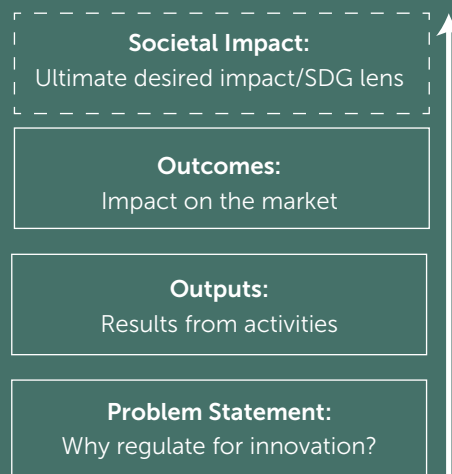 Societal Impact:
Ultimate desired impact/SDG lens
Outcomes:
Impact on the market
Outputs:
Results from activities
Problem Statement:
Why regulate for innovation?